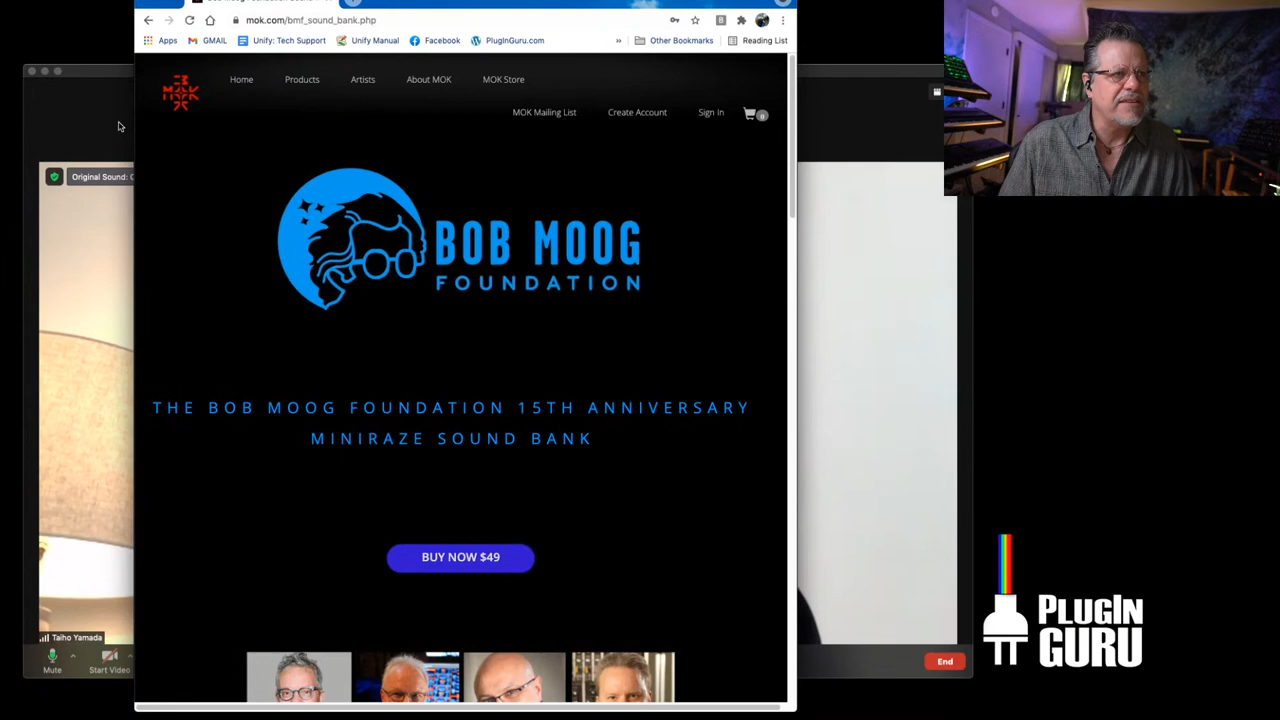 mok.com/bmf_sound_bank.php
Apps GMAIL Unify: Tech Support Unify Manual Facebook PlugInGuru.com » Other Bookmarks Reading List
MOK
Home Products Artists About MOK MOK Store
MOK Mailing List Create Account Sign In 0
Original Sound:
BOB MOOG
FOUNDATION
THE BOB MOOG FOUNDATION 15TH ANNIVERSARY
MINIRAZE SOUND BANK
BUY NOW $49
Taiho Yamada
Mute Start Video End
PLUGIN
GURU